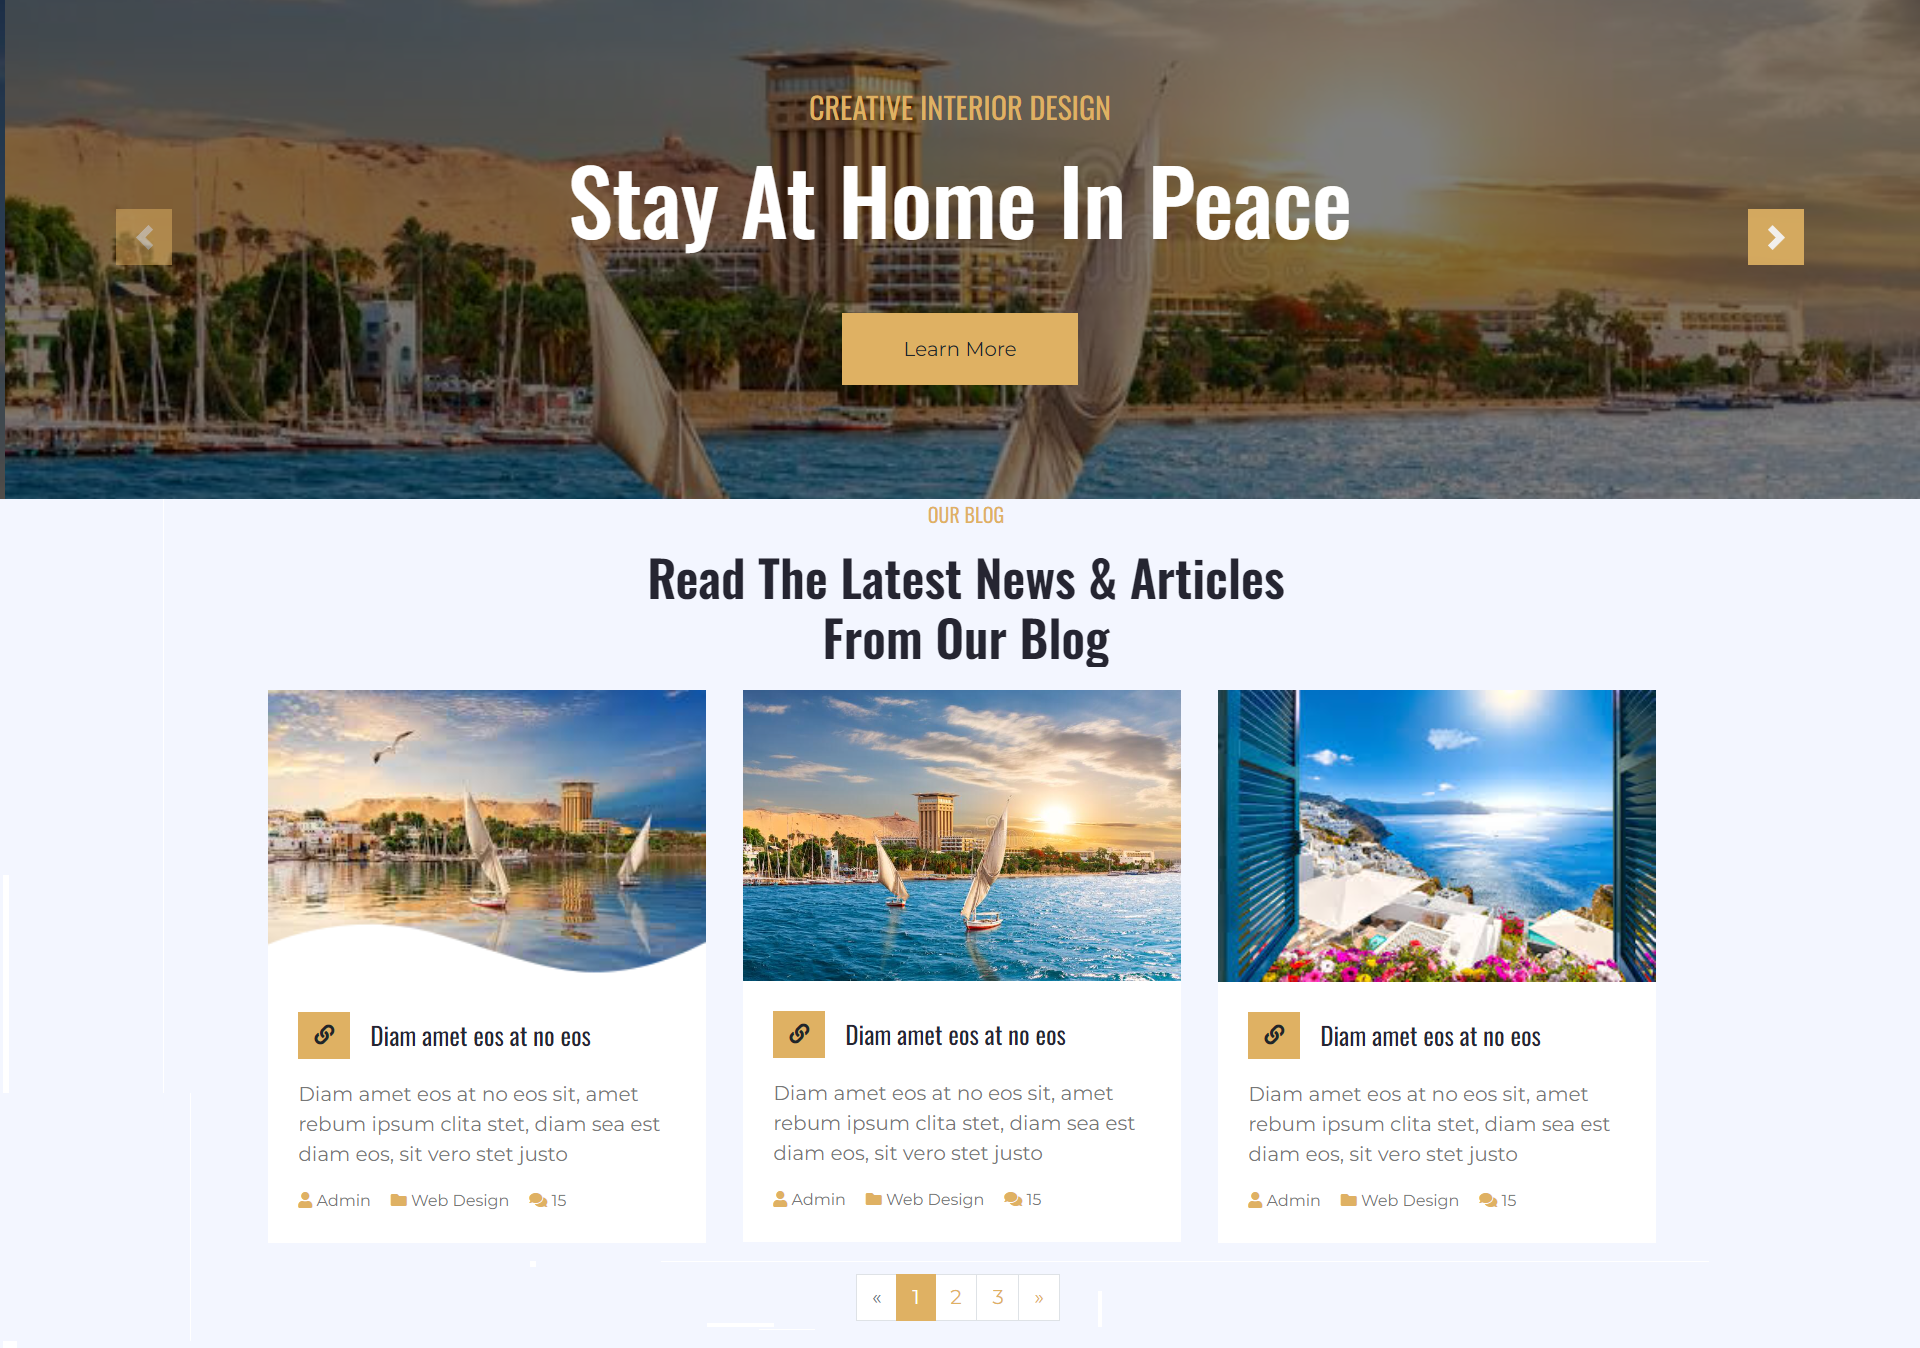 CREATIVE INTERIOR DESIGN
Stay At Home In Peace
Learn More
OUR BLOG
Read The Latest News & Articles
From Our Blog
Diam amet eos at no eos
Diam amet eos at no eos sit, amet
rebum ipsum clita stet, diam sea est
diam eos, sit vero stet justo
Admin Web Design 15
Diam amet eos at no eos
Diam amet eos at no eos sit, amet
rebum ipsum clita stet, diam sea est
diam eos, sit vero stet justo
Admin Web Design 15
Diam amet eos at no eos
Diam amet eos at no eos sit, amet
rebum ipsum clita stet, diam sea est
diam eos, sit vero stet justo
Admin Web Design 15
« 1 2 3 »